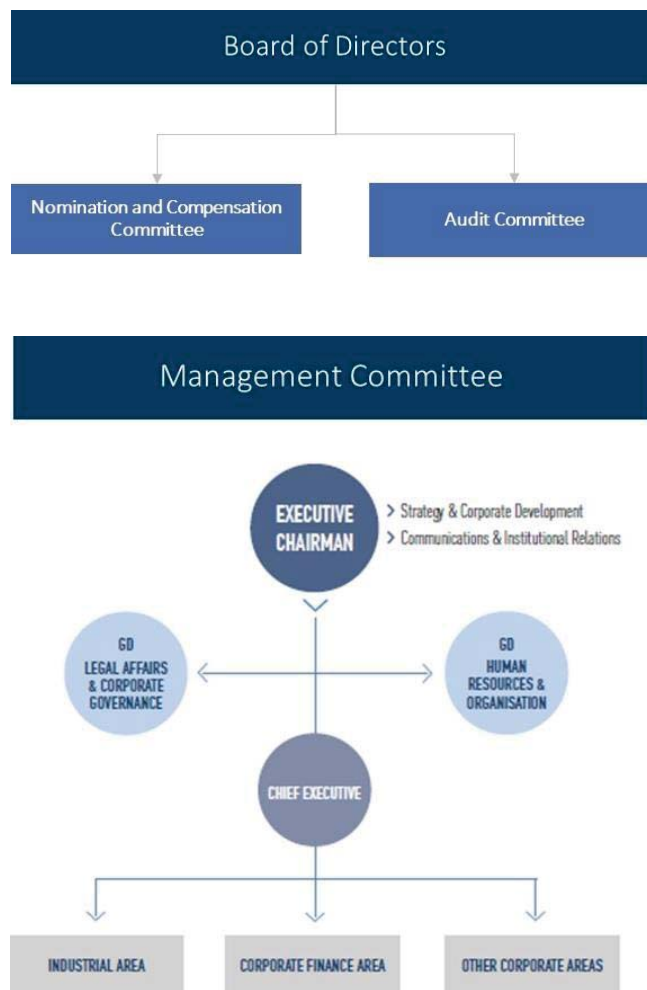 Board of Directors
Nomination and Compensation
Committee
Audit Committee
Management Committee
EXECUTIVE
CHAIRMAN
> Strategy & Corporate Development
> Communications & Institutional Relations
GD
LEGAL AFFAIRS
& CORPORATE
GOVERNANCE
GD
HUMAN
RESOURCES &
ORGANISATION
CHIEF EXECUTIVE
INDUSTRIAL AREA
CORPORATE FINANCE AREA
OTHER CORPORATE AREAS